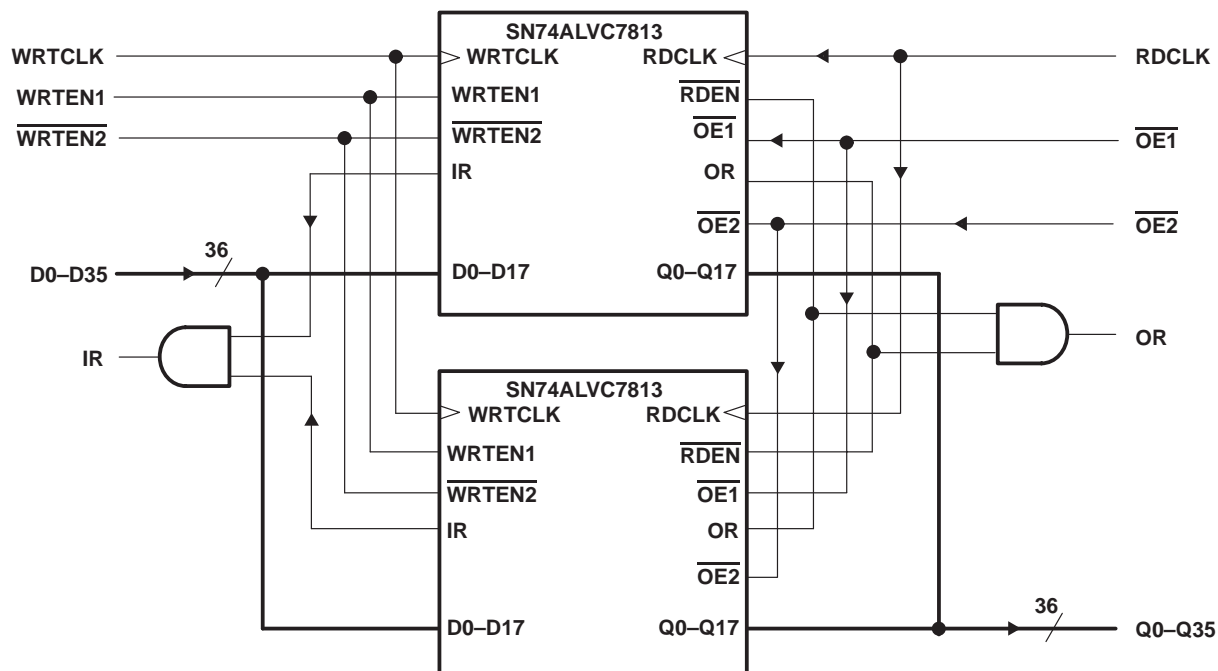 SN74ALVC7813
WRTCLK
WRTCLK
RDCLK
RDCLK
WRTEN1
WRTEN1
RDEN
WRTEN2
WRTEN2
OE1
OE1
IR
OR
OE2
OE2
36
D0–D35
D0–D17
Q0–Q17
IR
OR
SN74ALVC7813
WRTCLK
RDCLK
WRTEN1
RDEN
WRTEN2
OE1
IR
OR
OE2
36
D0–D17
Q0–Q17
Q0–Q35